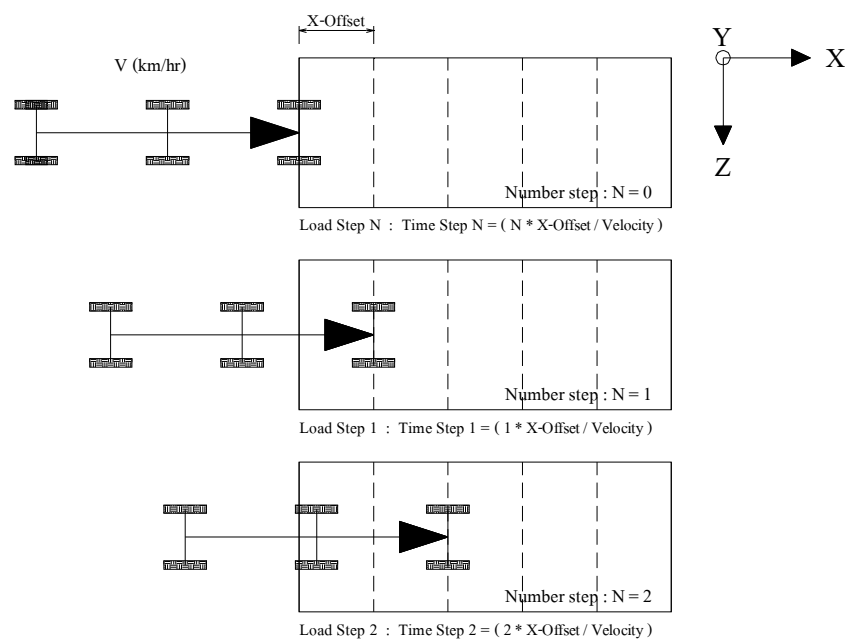 X-Offset
V (km/hr)
Y
X
Z
Number step : N = 0
Load Step N : Time Step N = ( N * X-Offset / Velocity )
Number step : N = 1
Load Step 1 : Time Step 1 = ( 1 * X-Offset / Velocity )
Number step : N = 2
Load Step 2 : Time Step 2 = ( 2 * X-Offset / Velocity )